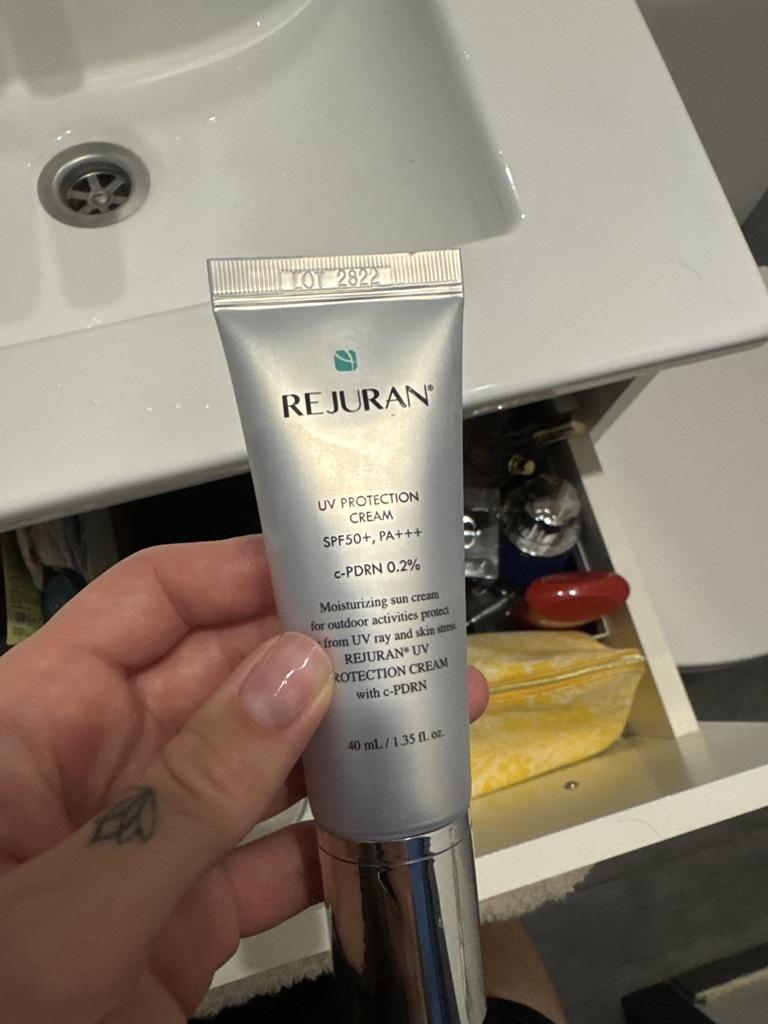 LOT 2822
REJURAN®
UV PROTECTION
CREAM
SPF50+, PA+++
c-PDRN 0.2%
Moisturizing sun cream
for outdoor activities protect
from UV ray and skin stress.
REJURAN® UV
ROTECTION CREAM
with c-PDRN
40 mL / 1.35 fl. oz.